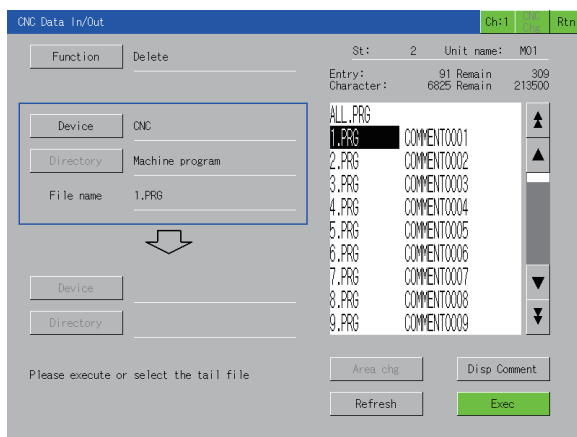 CNC Data In/Out
Ch:1
CNC Chg
Rtn
Function Delete
St: 2 Unit name: M01
Entry: 91 Remain 309
Character: 6825 Remain 213500
Device CNC
Directory Machine program
File name 1.PRG
ALL.PRG
1.PRG COMMENT0001
2.PRG COMMENT0002
3.PRG COMMENT0003
4.PRG COMMENT0004
5.PRG COMMENT0005
6.PRG COMMENT0006
7.PRG COMMENT0007
8.PRG COMMENT0008
9.PRG COMMENT0009
Device
Directory
Please execute or select the tail file
Area chg
Disp Comment
Refresh
Exec